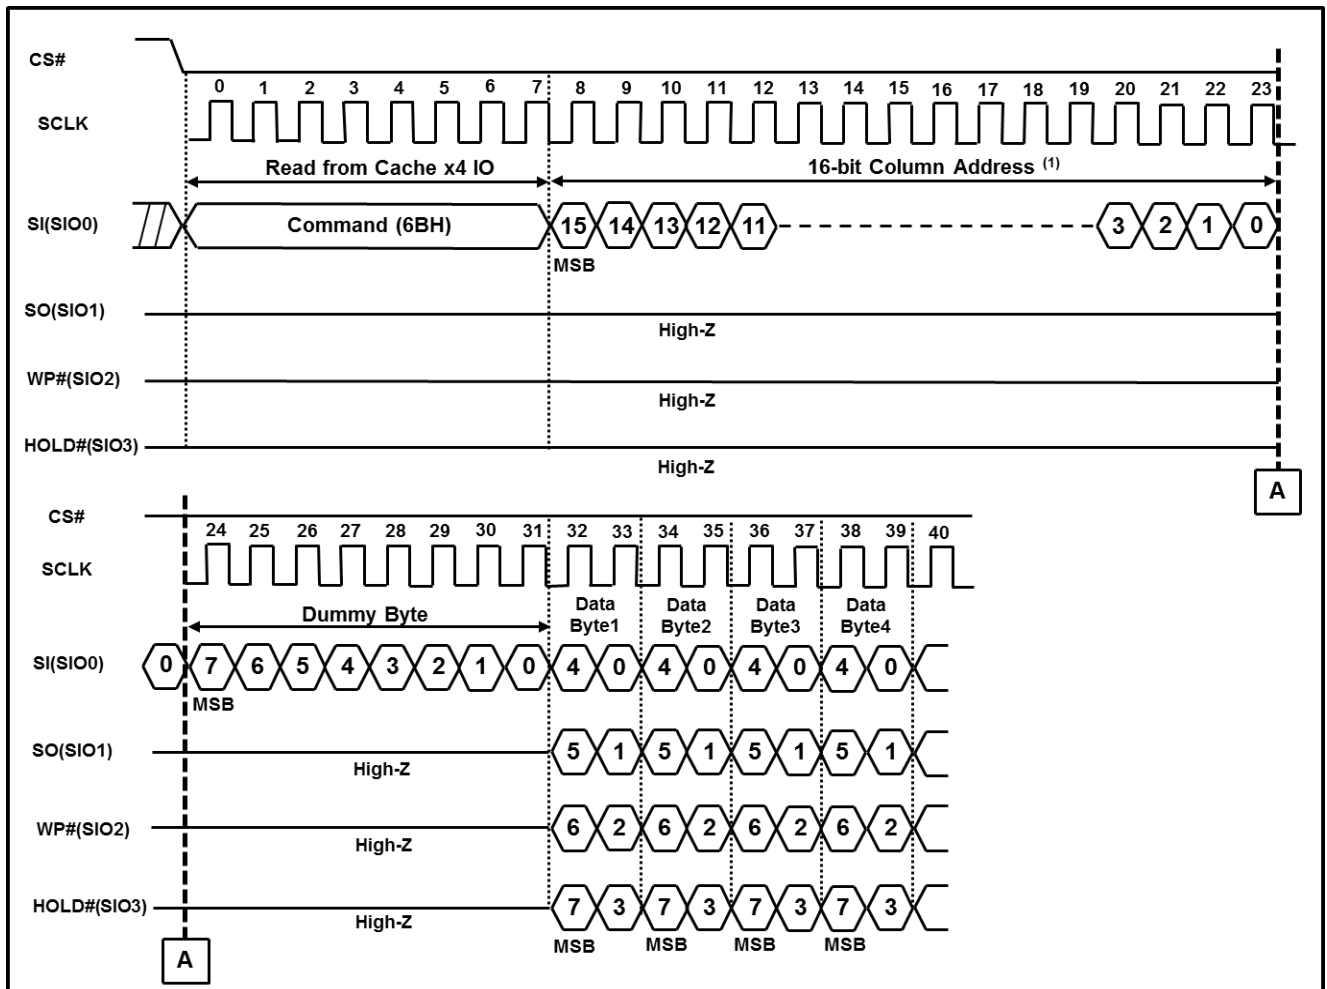 CS#
0 1 2 3 4 5 6 7 8 9 10 11 12 13 14 15 16 17 18 19 20 21 22 23
SCLK
Read from Cache x4 IO 16-bit Column Address (1)
SI(SIO0) Command (6BH) 15 14 13 12 11 3 2 1 0
MSB
SO(SIO1)
High-Z
WP#(SIO2)
High-Z
HOLD#(SIO3)
High-Z
A
CS#
24 25 26 27 28 29 30 31 32 33 34 35 36 37 38 39 40
SCLK
Dummy Byte Data Data Data Data
Byte1 Byte2 Byte3 Byte4
SI(SIO0) 0 7 6 5 4 3 2 1 0 4 0 4 0 4 0 4 0
MSB
SO(SIO1) 5 1 5 1 5 1 5 1
High-Z
WP#(SIO2) 6 2 6 2 6 2 6 2
High-Z
HOLD#(SIO3) 7 3 7 3 7 3 7 3
High-Z
MSB MSB MSB MSB
A